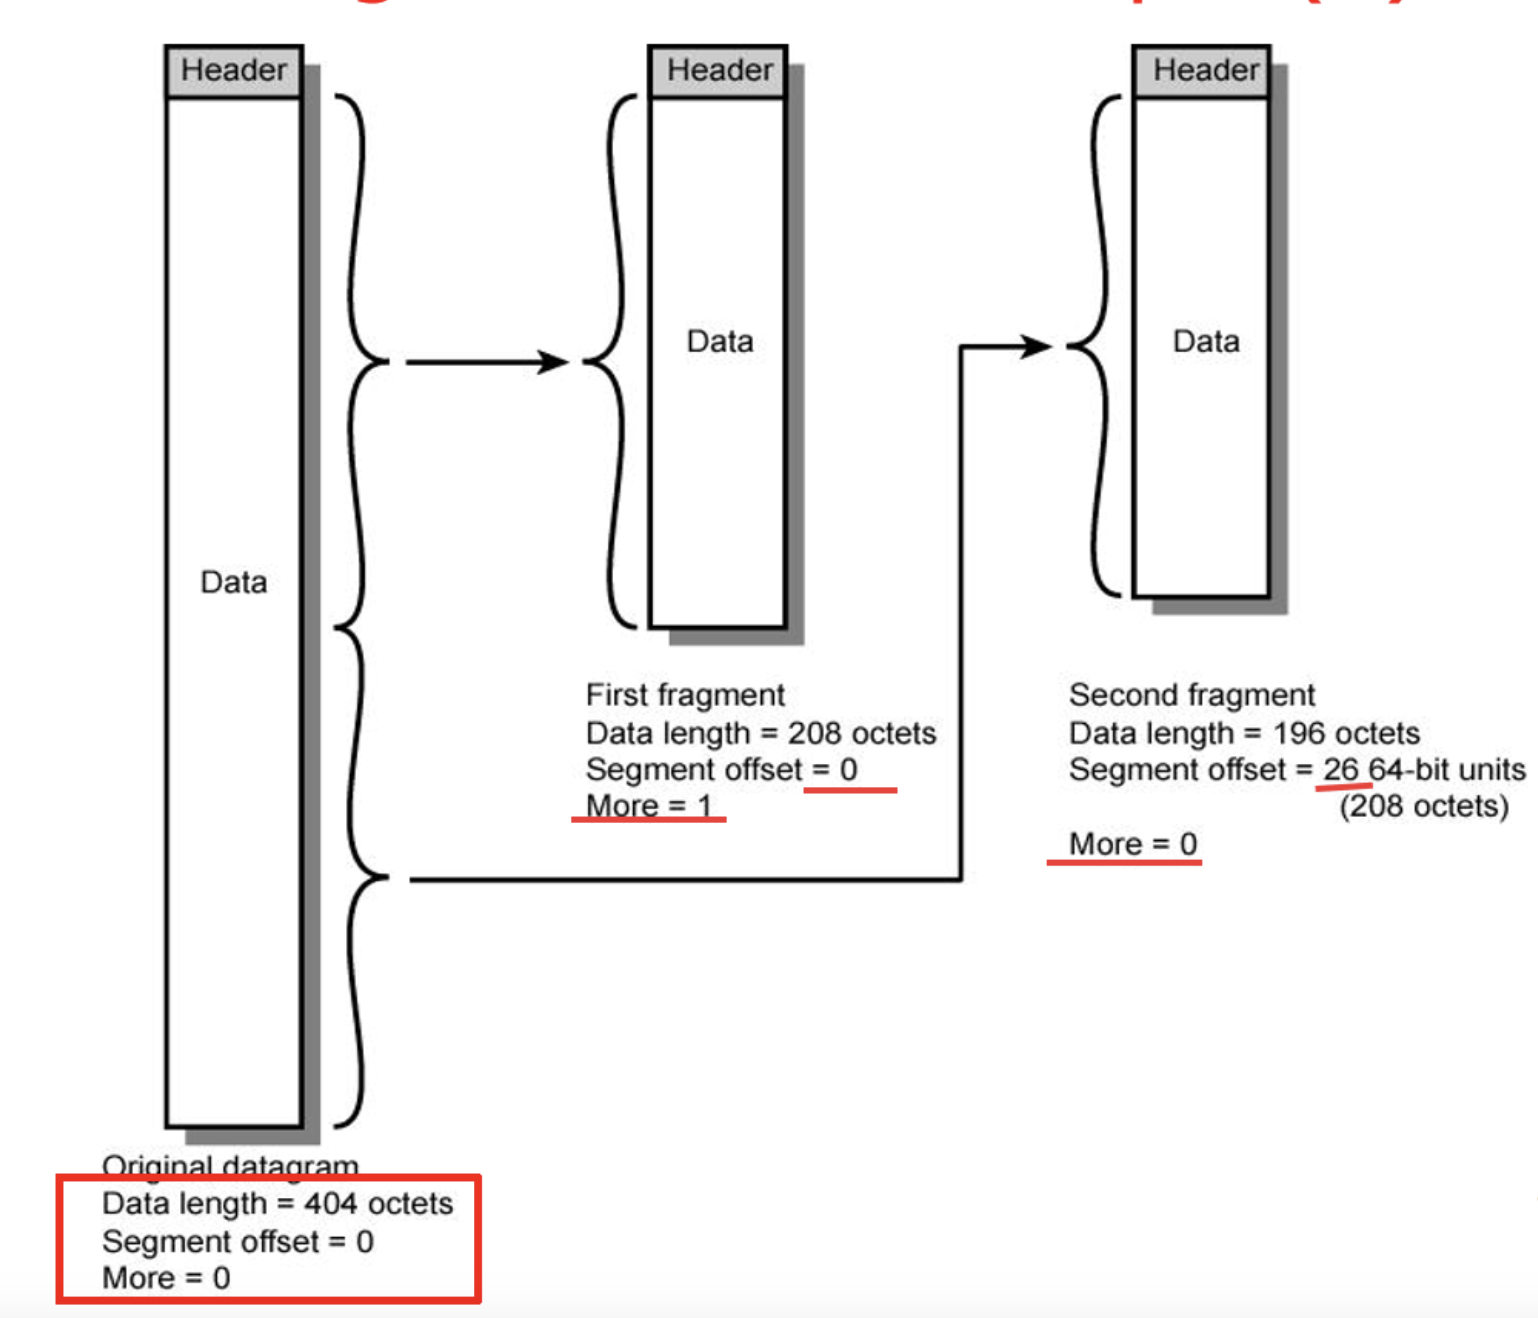 Header
Header
Header
Data
Data
Data
First fragment
Data length = 208 octets
Segment offset = 0
More = 1
Second fragment
Data length = 196 octets
Segment offset = 26 64-bit units
(208 octets)
More = 0
Original datagram
Data length = 404 octets
Segment offset = 0
More = 0